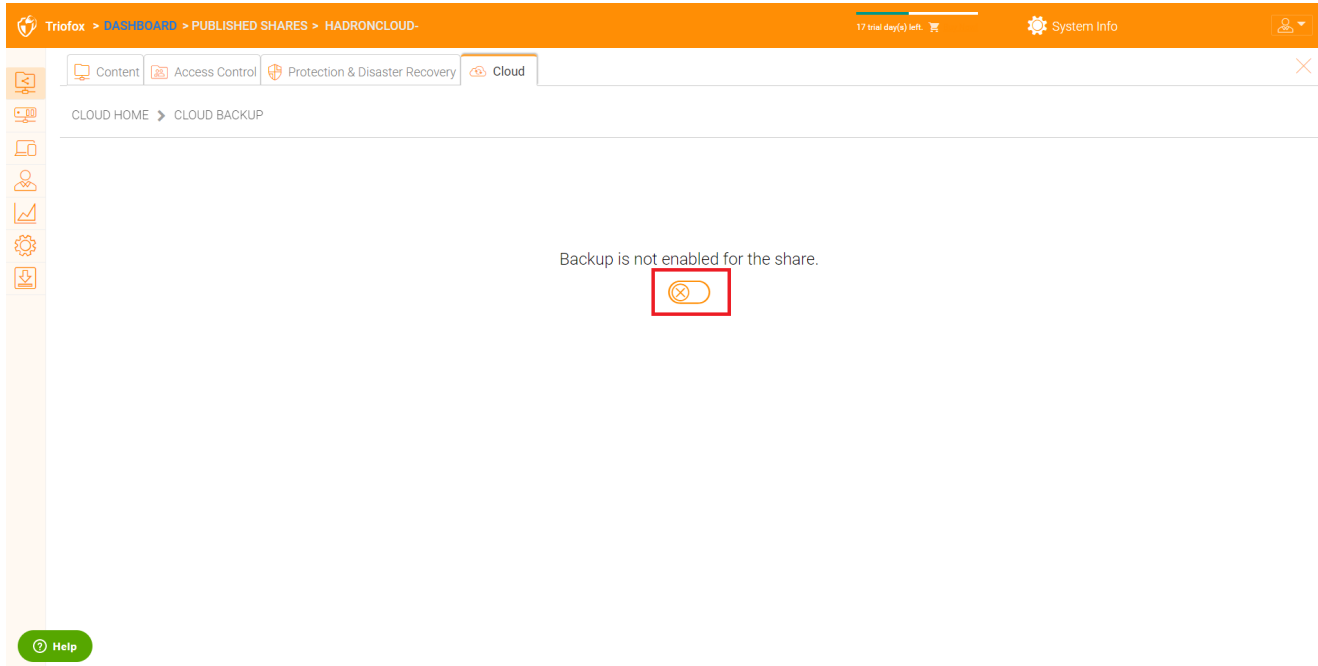 Triofox > DASHBOARD > PUBLISHED SHARES > HADRONCLOUD-
17 trial day(s) left.
System Info
Content
Access Control
Protection & Disaster Recovery
Cloud
CLOUD HOME > CLOUD BACKUP
Backup is not enabled for the share.
Help